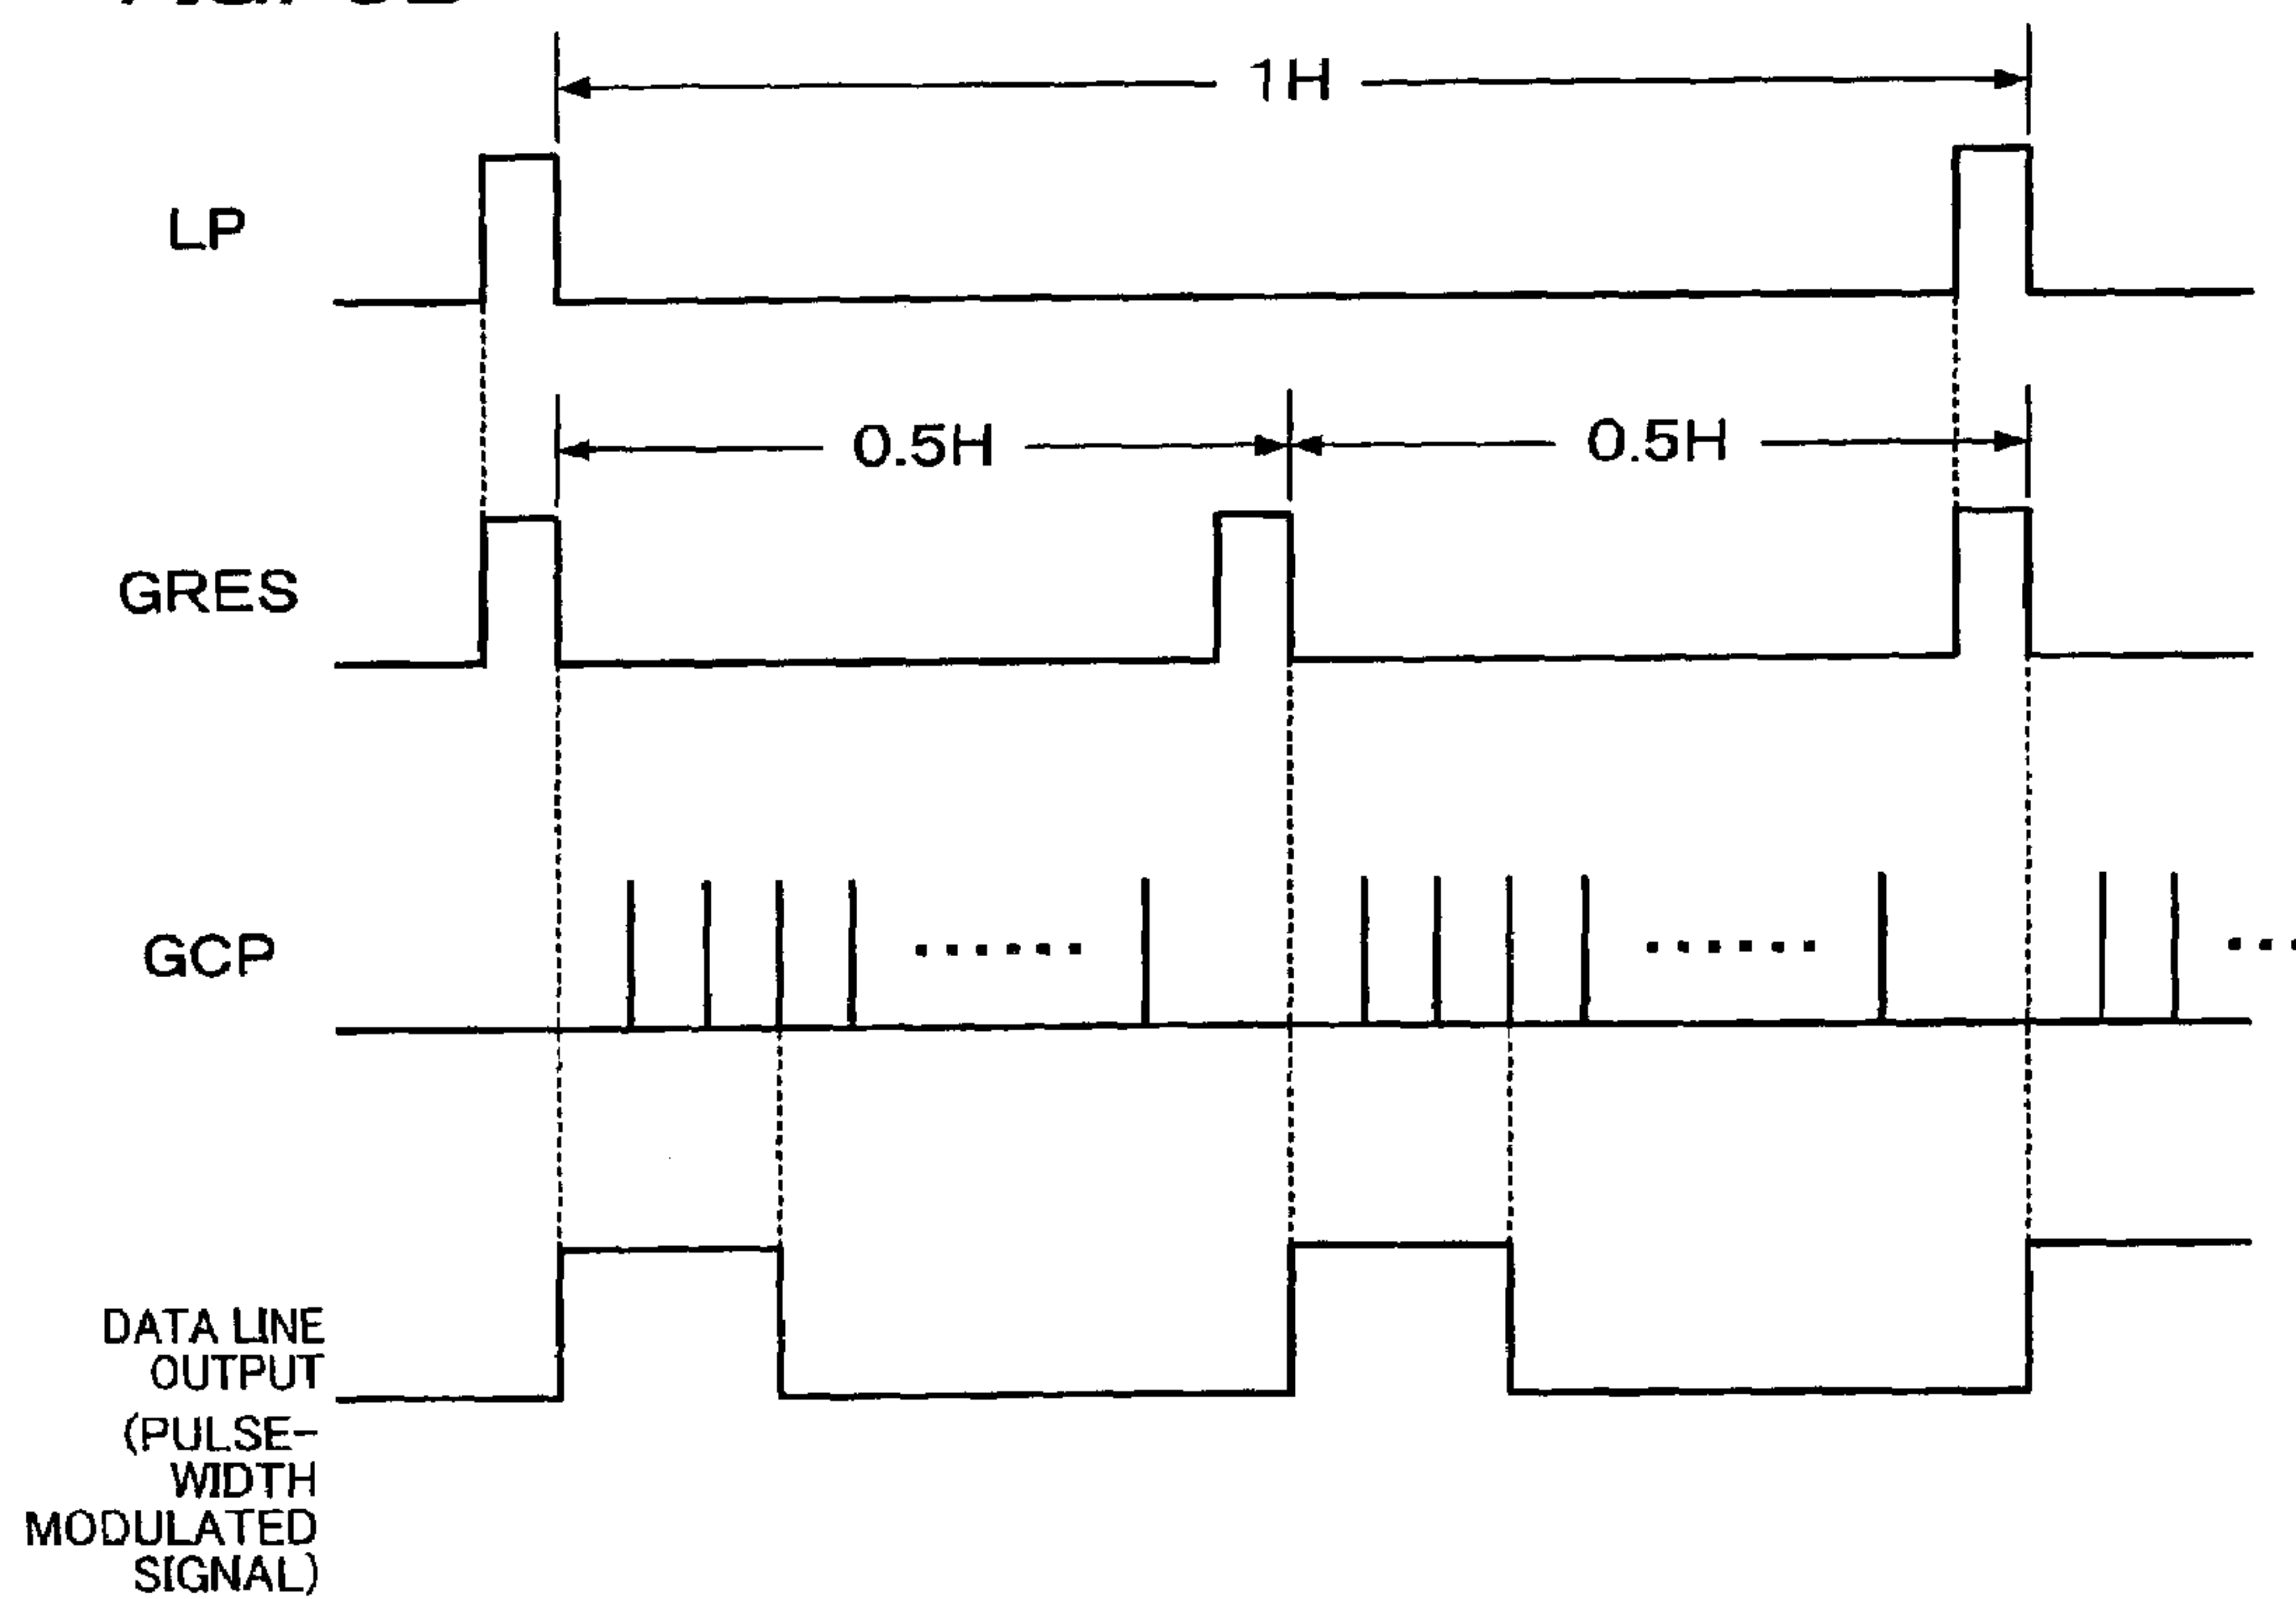 1H
LP
0.5H 0.5H
GRES
GCP
DATA LINE
OUTPUT
(PULSE-
WIDTH
MODULATED
SIGNAL)